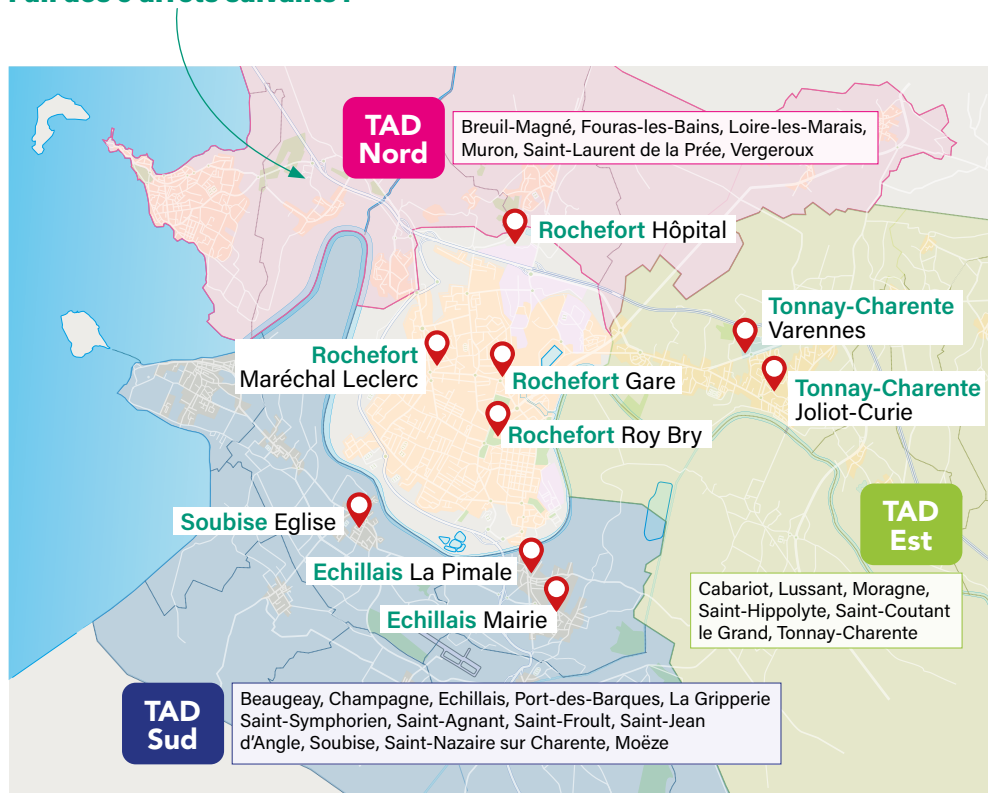 TAD
Nord
Breuil-Magné, Fouras-les-Bains, Loire-les-Marais,
Muron, Saint-Laurent de la Prée, Vergeroux
Rochefort Hôpital
Tonnay-Charente
Varennes
Rochefort
Maréchal Leclerc
Rochefort Gare
Tonnay-Charente
Joliot-Curie
Rochefort Roy Bry
Soubise Eglise
TAD
Est
Echillais La Pimale
Cabariot, Lussant, Moragne,
Saint-Hippolyte, Saint-Coutant
le Grand, Tonnay-Charente
Echillais Mairie
TAD
Sud
Beaugeay, Champagne, Echillais, Port-des-Barques, La Gripperie
Saint-Symphorien, Saint-Agnant, Saint-Froult, Saint-Jean
d'Angle, Soubise, Saint-Nazaire sur Charente, Moëze